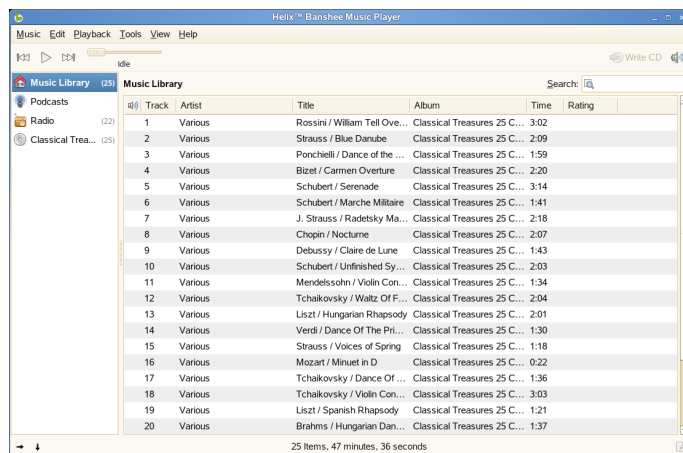 Helix™ Banshee Music Player
Music Edit Playback Tools View Help
Idle
Write CD
Music Library (25)
Podcasts
Radio (22)
Classical Trea... (25)
Music Library
Search:
Track Artist Title Album Time Rating
1 Various Rossini / William Tell Ove... Classical Treasures 25 C... 3:02
2 Various Strauss / Blue Danube Classical Treasures 25 C... 2:09
3 Various Ponchielli / Dance of the ... Classical Treasures 25 C... 1:59
4 Various Bizet / Carmen Overture Classical Treasures 25 C... 2:20
5 Various Schubert / Serenade Classical Treasures 25 C... 3:14
6 Various Schubert / Marche Militaire Classical Treasures 25 C... 1:41
7 Various J. Strauss / Radetsky Ma... Classical Treasures 25 C... 2:18
8 Various Chopin / Nocturne Classical Treasures 25 C... 2:07
9 Various Debussy / Claire de Lune Classical Treasures 25 C... 1:43
10 Various Schubert / Unfinished Sy... Classical Treasures 25 C... 2:03
11 Various Mendelssohn / Violin Con... Classical Treasures 25 C... 1:34
12 Various Tchaikovsky / Waltz Of F... Classical Treasures 25 C... 2:04
13 Various Liszt / Hungarian Rhapsody Classical Treasures 25 C... 2:01
14 Various Verdi / Dance Of The Pri... Classical Treasures 25 C... 1:30
15 Various Strauss / Voices of Spring Classical Treasures 25 C... 1:18
16 Various Mozart / Minuet in D Classical Treasures 25 C... 0:22
17 Various Tchaikovsky / Dance Of ... Classical Treasures 25 C... 1:36
18 Various Tchaikovsky / Violin Con... Classical Treasures 25 C... 3:03
19 Various Liszt / Spanish Rhapsody Classical Treasures 25 C... 1:21
20 Various Brahms / Hungarian Dan... Classical Treasures 25 C... 1:37
25 Items, 47 minutes, 36 seconds